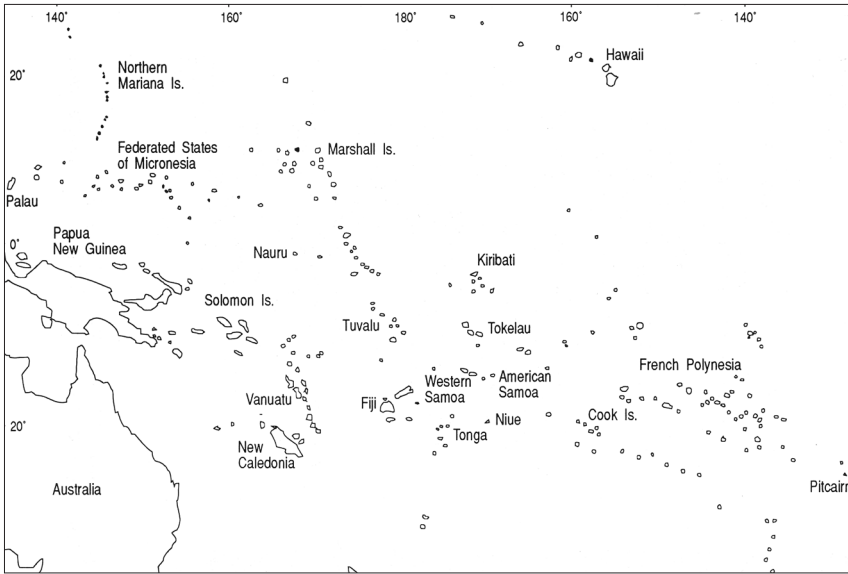 140˚ 160˚ 180˚ 160˚ 140˚
Hawaii
20˚
Northern
Mariana Is.
Federated States
of Micronesia
Marshall Is.
Palau
Papua
New Guinea
0˚
Nauru
Kiribati
Solomon Is.
Tuvalu
Tokelau
French Polynesia
Western
Samoa
American
Samoa
Vanuatu
Fiji
Cook Is.
Niue
20˚
Tonga
New
Caledonia
Australia
Pitcairn